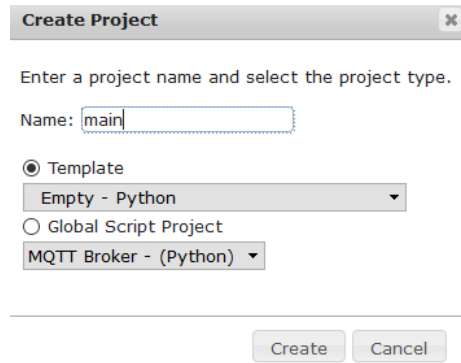 Create Project
Enter a project name and select the project type.
Name: main
Template
Empty - Python
Global Script Project
MQTT Broker - (Python)
Create Cancel